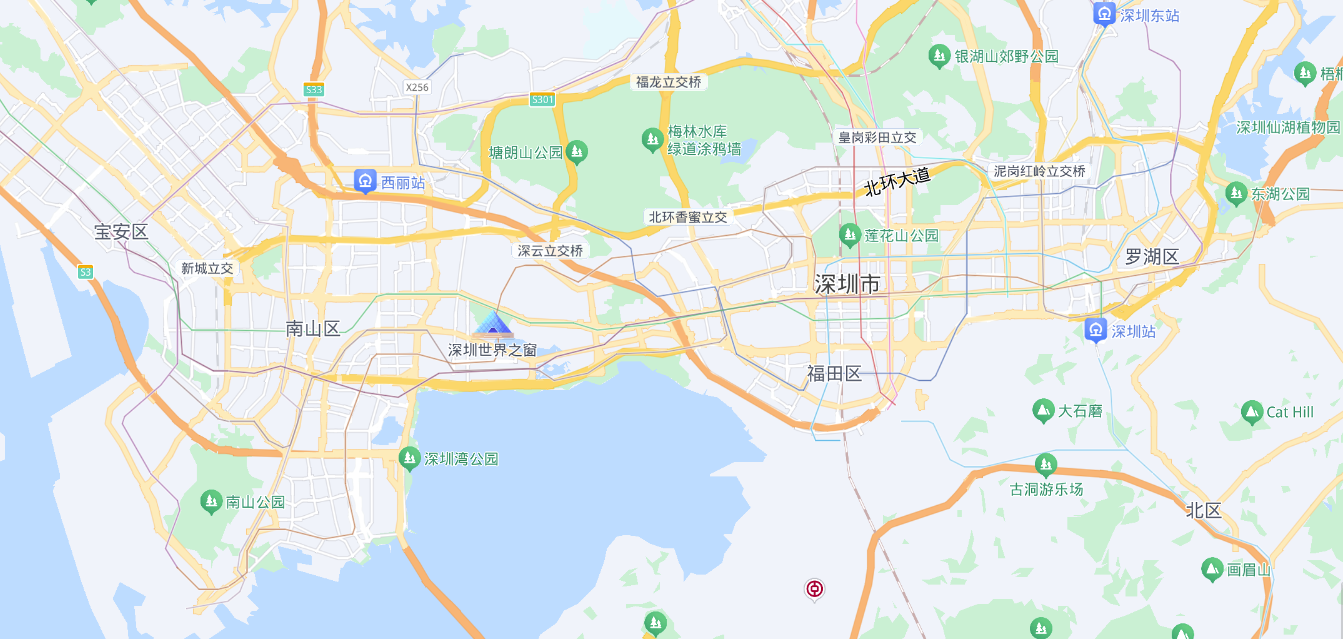 深圳东站
银湖山郊野公园
梧桐
福龙立交桥
S33
X256
S301
深圳仙湖植物园
梅林水库
绿道涂鸦墙
皇岗彩田立交
塘朗山公园
泥岗红岭立交桥
西丽站
北环大道
东湖公园
北环香蜜立交
宝安区
莲花山公园
深云立交桥
罗湖区
新城立交
S3
深圳市
南山区
深圳站
深圳世界之窗
福田区
大石磨
Cat Hill
深圳湾公园
古洞游乐场
南山公园
北区
画眉山